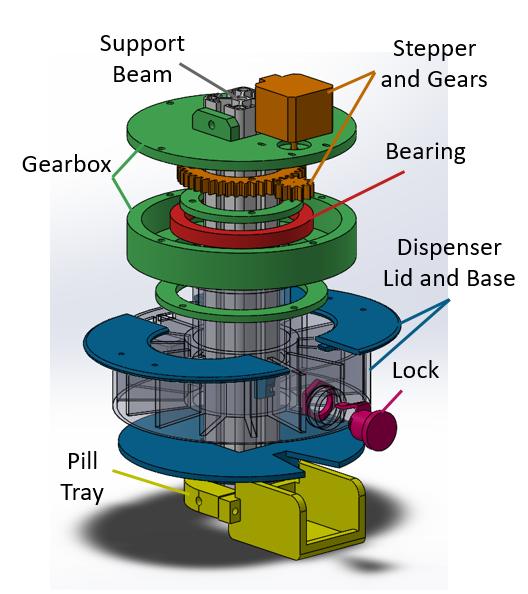 Support
Beam
Stepper
and Gears
Gearbox
Bearing
Dispenser
Lid and Base
Lock
Pill
Tray